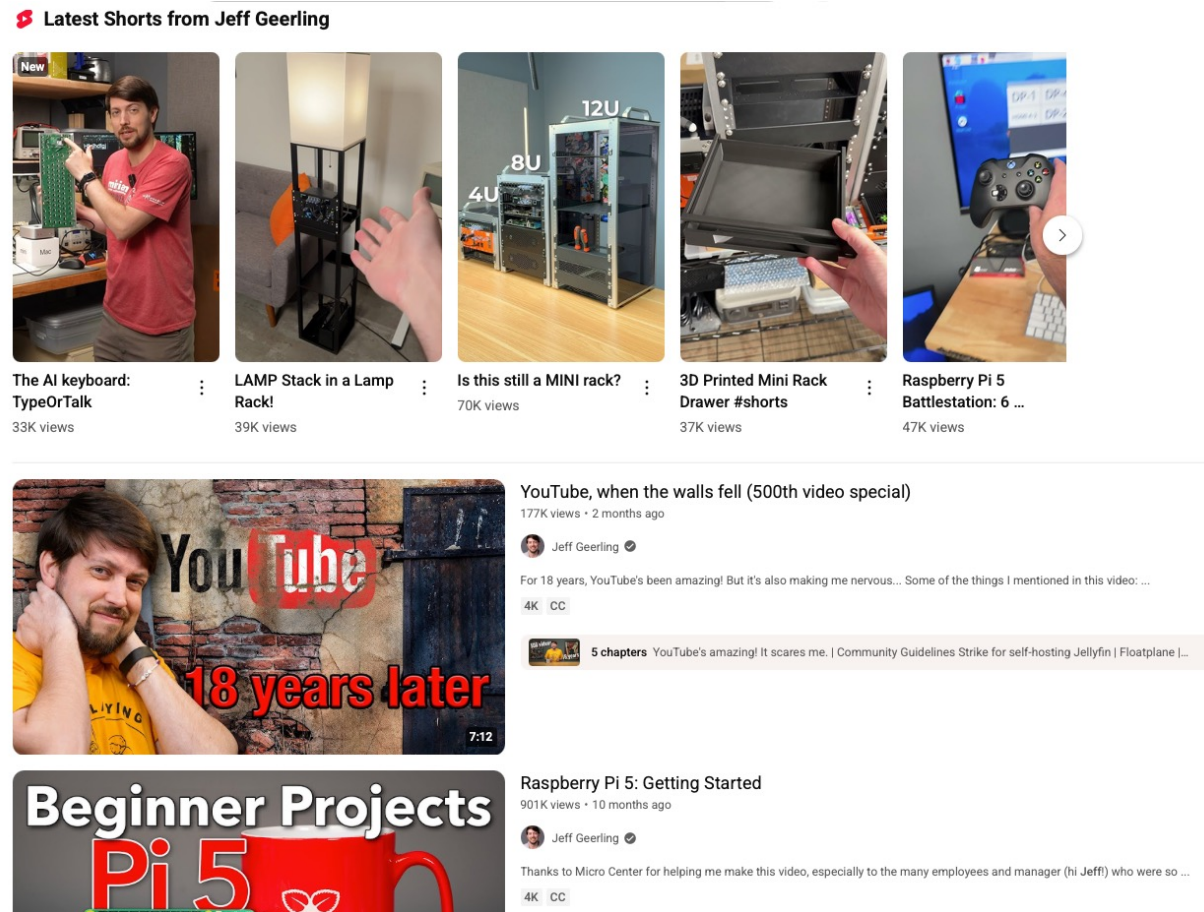 Latest Shorts from Jeff Geerling
New
Mac
4U
8U
12U
DP-1
The AI keyboard:
TypeOrTalk
33K views
LAMP Stack in a Lamp
Rack!
39K views
Is this still a MINI rack?
70K views
3D Printed Mini Rack
Drawer #shorts
37K views
Raspberry Pi 5
Battlestation: 6 ...
47K views
YouTube
18 years later
7:12
YouTube, when the walls fell (500th video special)
177K views • 2 months ago
Jeff Geerling
For 18 years, YouTube's been amazing! But it's also making me nervous... Some of the things I mentioned in this video: ...
4K CC
5 chapters YouTube's amazing! It scares me. | Community Guidelines Strike for self-hosting Jellyfin | Floatplane |...
Beginner Projects
Pi 5
Raspberry Pi 5: Getting Started
901K views • 10 months ago
Jeff Geerling
Thanks to Micro Center for helping me make this video, especially to the many employees and manager (hi Jeff!) who were so ...
4K CC